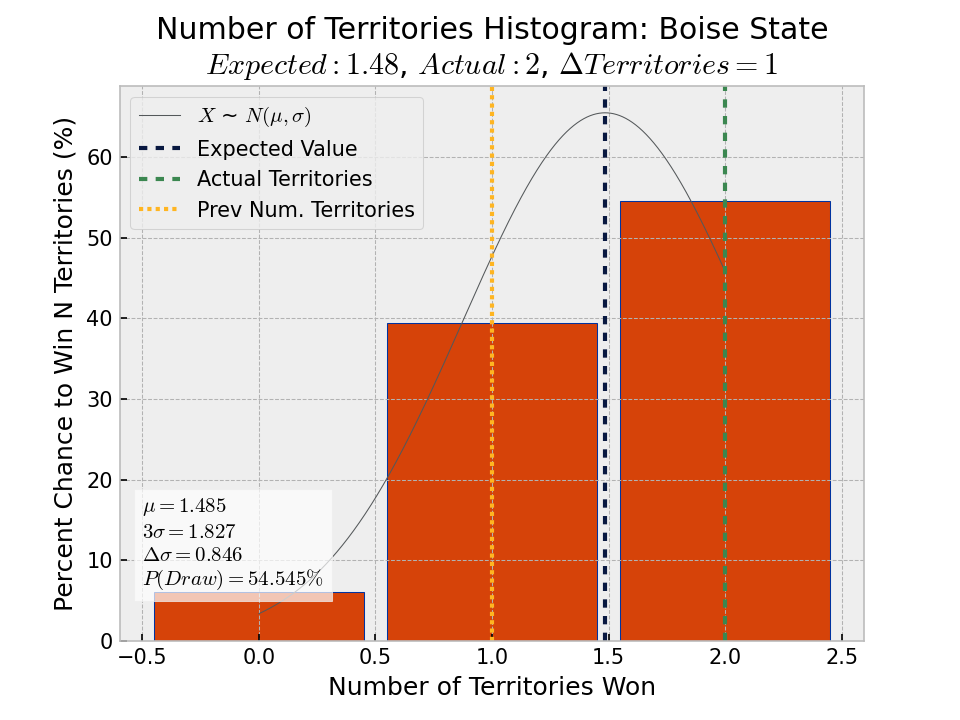 Number of Territories Histogram: Boise State
Expected : 1.48, Actual : 2, ΔTerritories = 1
X ∼ N(μ, σ)
Expected Value
Actual Territories
Prev Num. Territories
Percent Chance to Win N Territories (%)
60
50
40
30
20
10
0
μ = 1.485
3σ = 1.827
Δσ = 0.846
P(Draw) = 54.545%
−0.5 0.0 0.5 1.0 1.5 2.0 2.5
Number of Territories Won